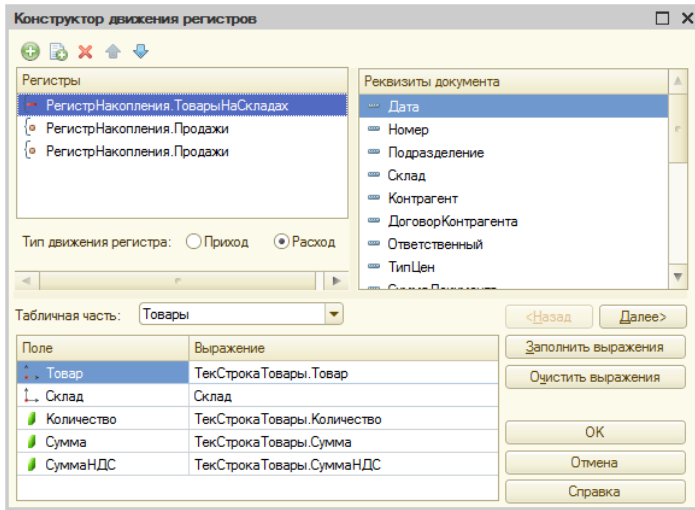 Конструктор движения регистров
Регистры
РегистрНакопления.ТоварыНаСкладах
РегистрНакопления.Продажи
РегистрНакопления.Продажи
Тип движения регистра: Приход Расход
Реквизиты документа
Дата
Номер
Подразделение
Склад
Контрагент
ДоговорКонтрагента
Ответственный
ТипЦен
Табличная часть: Товары
<Назад Далее>
Заполнить выражения
Очистить выражения
OK
Отмена
Справка
Поле Выражение
Товар ТекСтрокаТовары.Товар
Склад Склад
Количество ТекСтрокаТовары.Количество
Сумма ТекСтрокаТовары.Сумма
СуммаНДС ТекСтрокаТовары.СуммаНДС